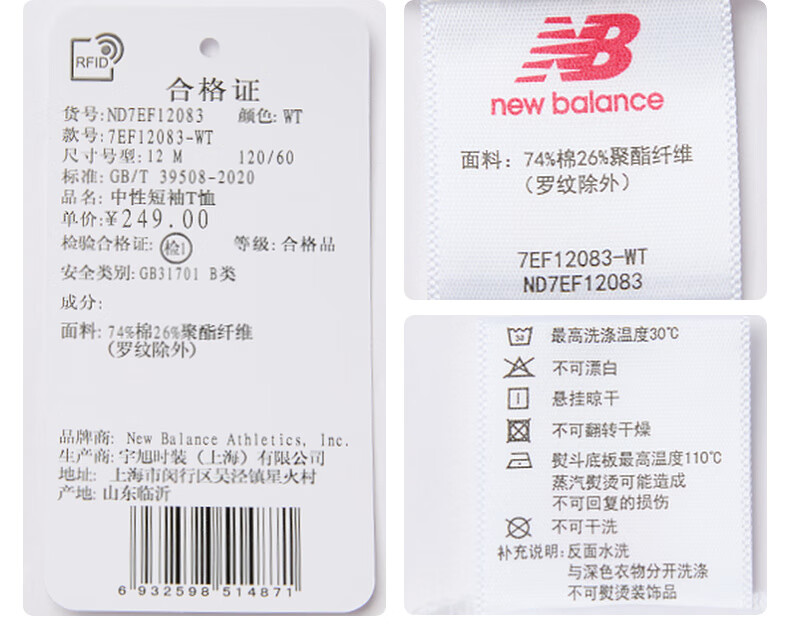 RFID
合格证
货号:ND7EF12083 颜色:WT
款号:7EF12083-WT
尺寸号型:12 M 120/60
标准:GB/T 39508-2020
品名:中性短袖T恤
单价:¥249.00
检验合格证: 检1 等级:合格品
安全类别:GB31701 B类
成分:
面料:74%棉26%聚酯纤维
(罗纹除外)
品牌商: New Balance Athletics, Inc.
生产商:宇旭时装(上海)有限公司
地址: 上海市闵行区吴泾镇星火村
产地:山东临沂
6 932598 514871
NB
new balance
面料：74%棉26%聚酯纤维
（罗纹除外）
7EF12083-WT
ND7EF12083
30 最高洗涤温度30℃
不可漂白
悬挂晾干
不可翻转干燥
熨斗底板最高温度110℃
蒸汽熨烫可能造成
不可回复的损伤
不可干洗
补充说明:反面水洗
与深色衣物分开洗涤
不可熨烫装饰品